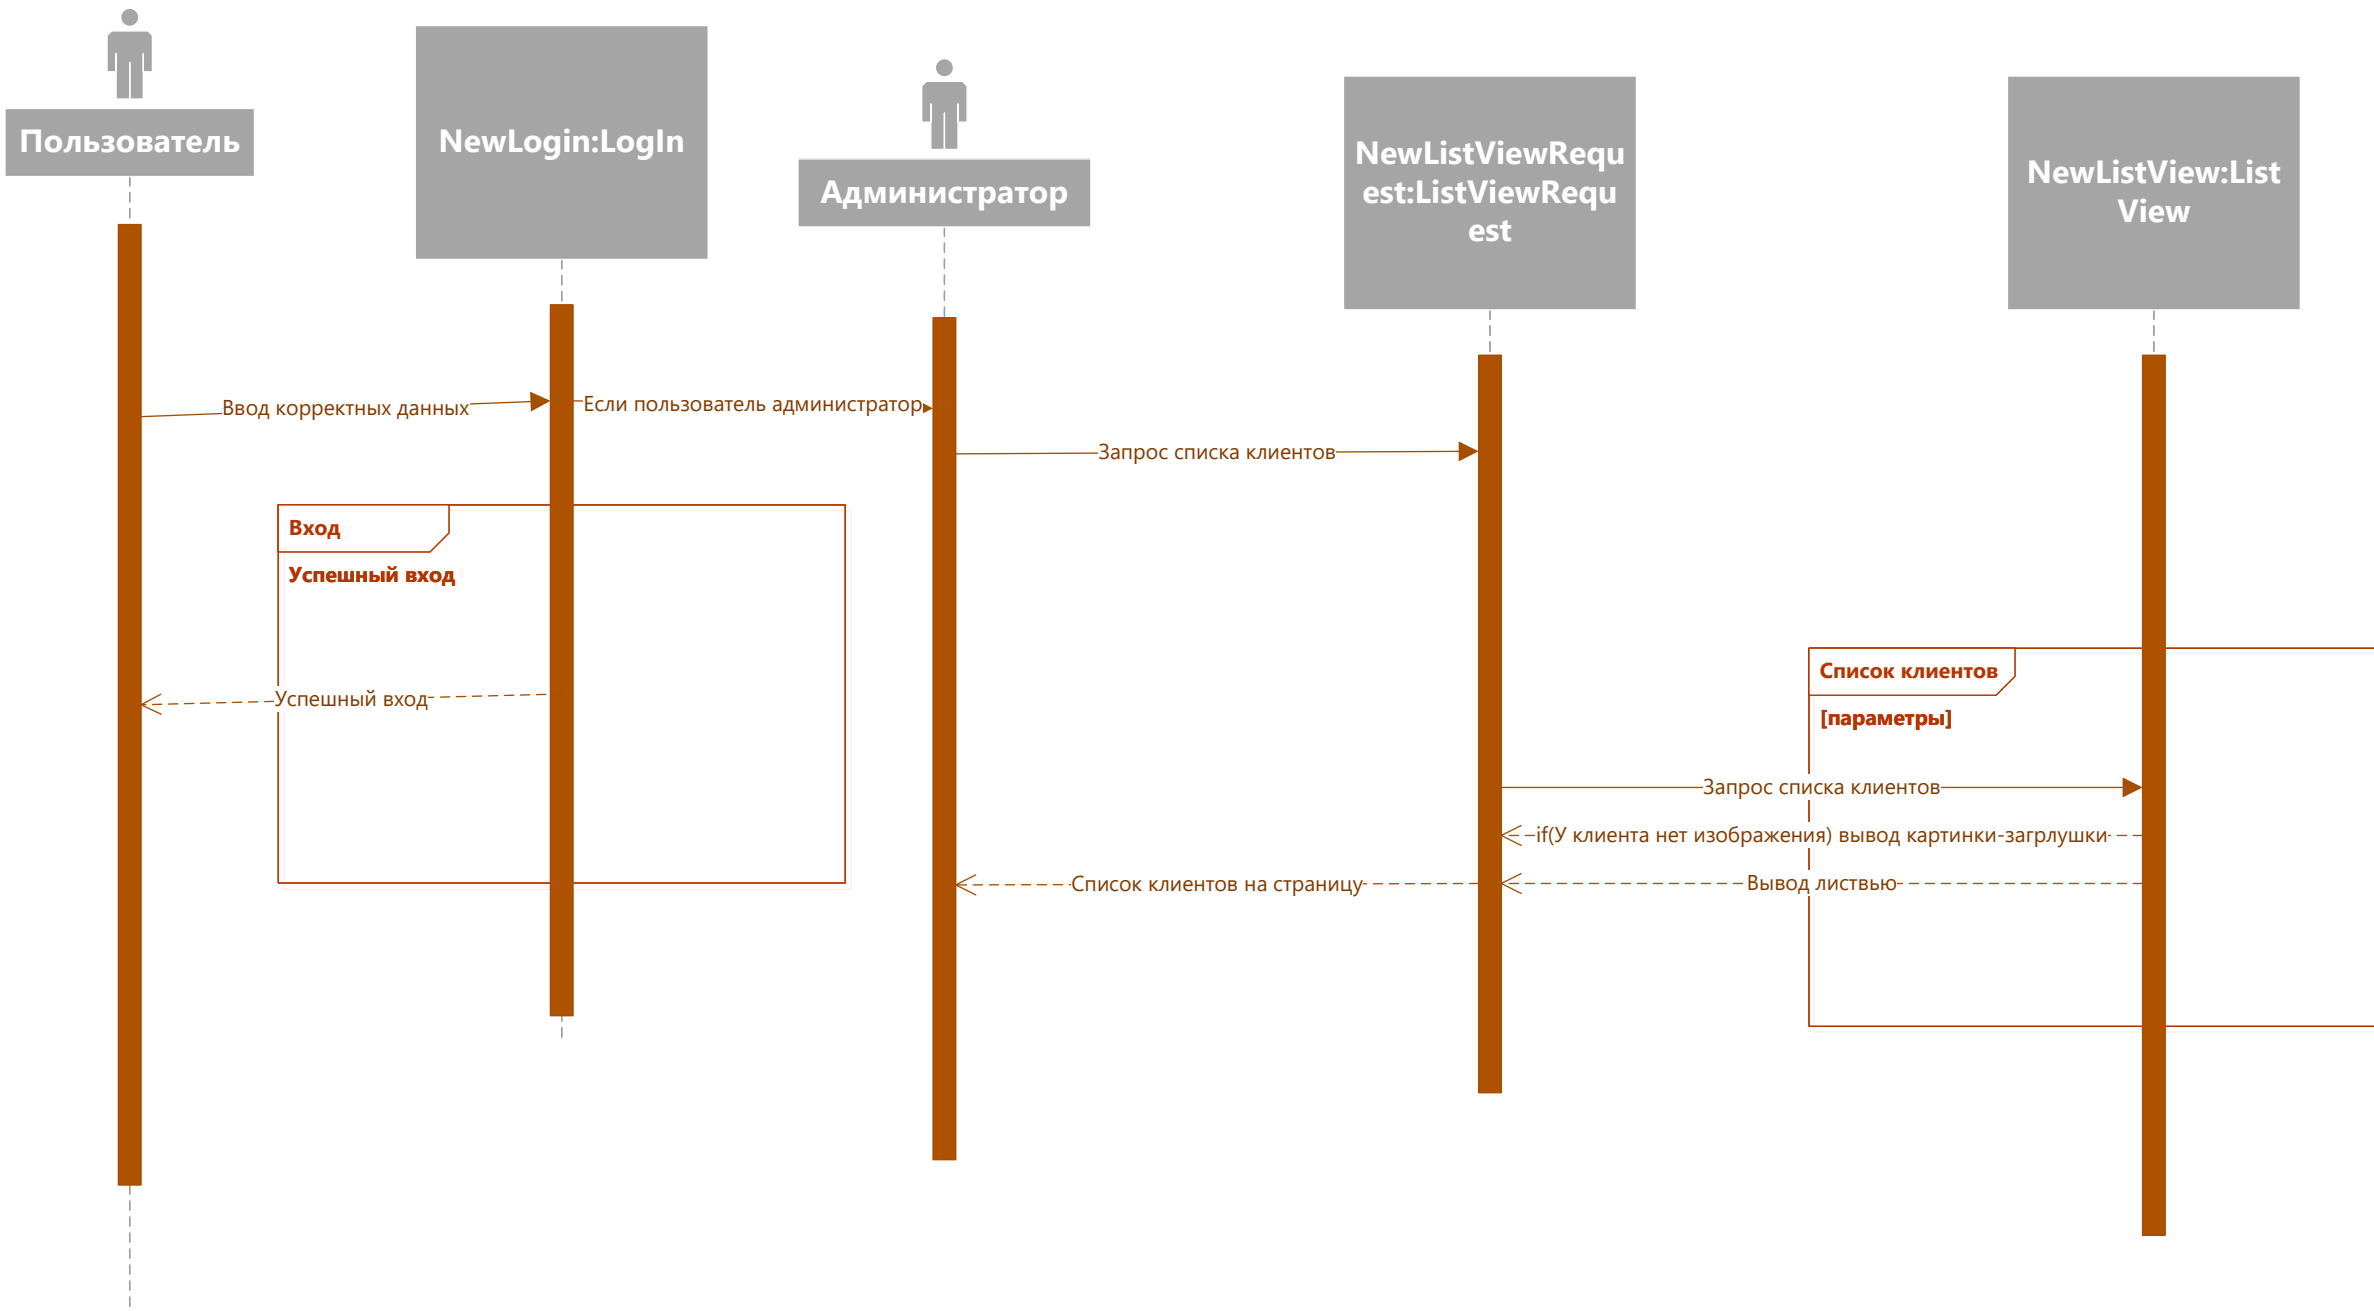 Пользователь
NewLogin:LogIn
Администратор
NewListViewRequ
est:ListViewRequ
est
NewListView:List
View
Ввод корректных данных
Если пользователь администратор
Запрос списка клиентов
Вход
Успешный вход
Успешный вход
Список клиентов
[параметры]
Запрос списка клиентов
if(У клиента нет изображения) вывод картинки-загрлушки
Список клиентов на страницу
Вывод листвью